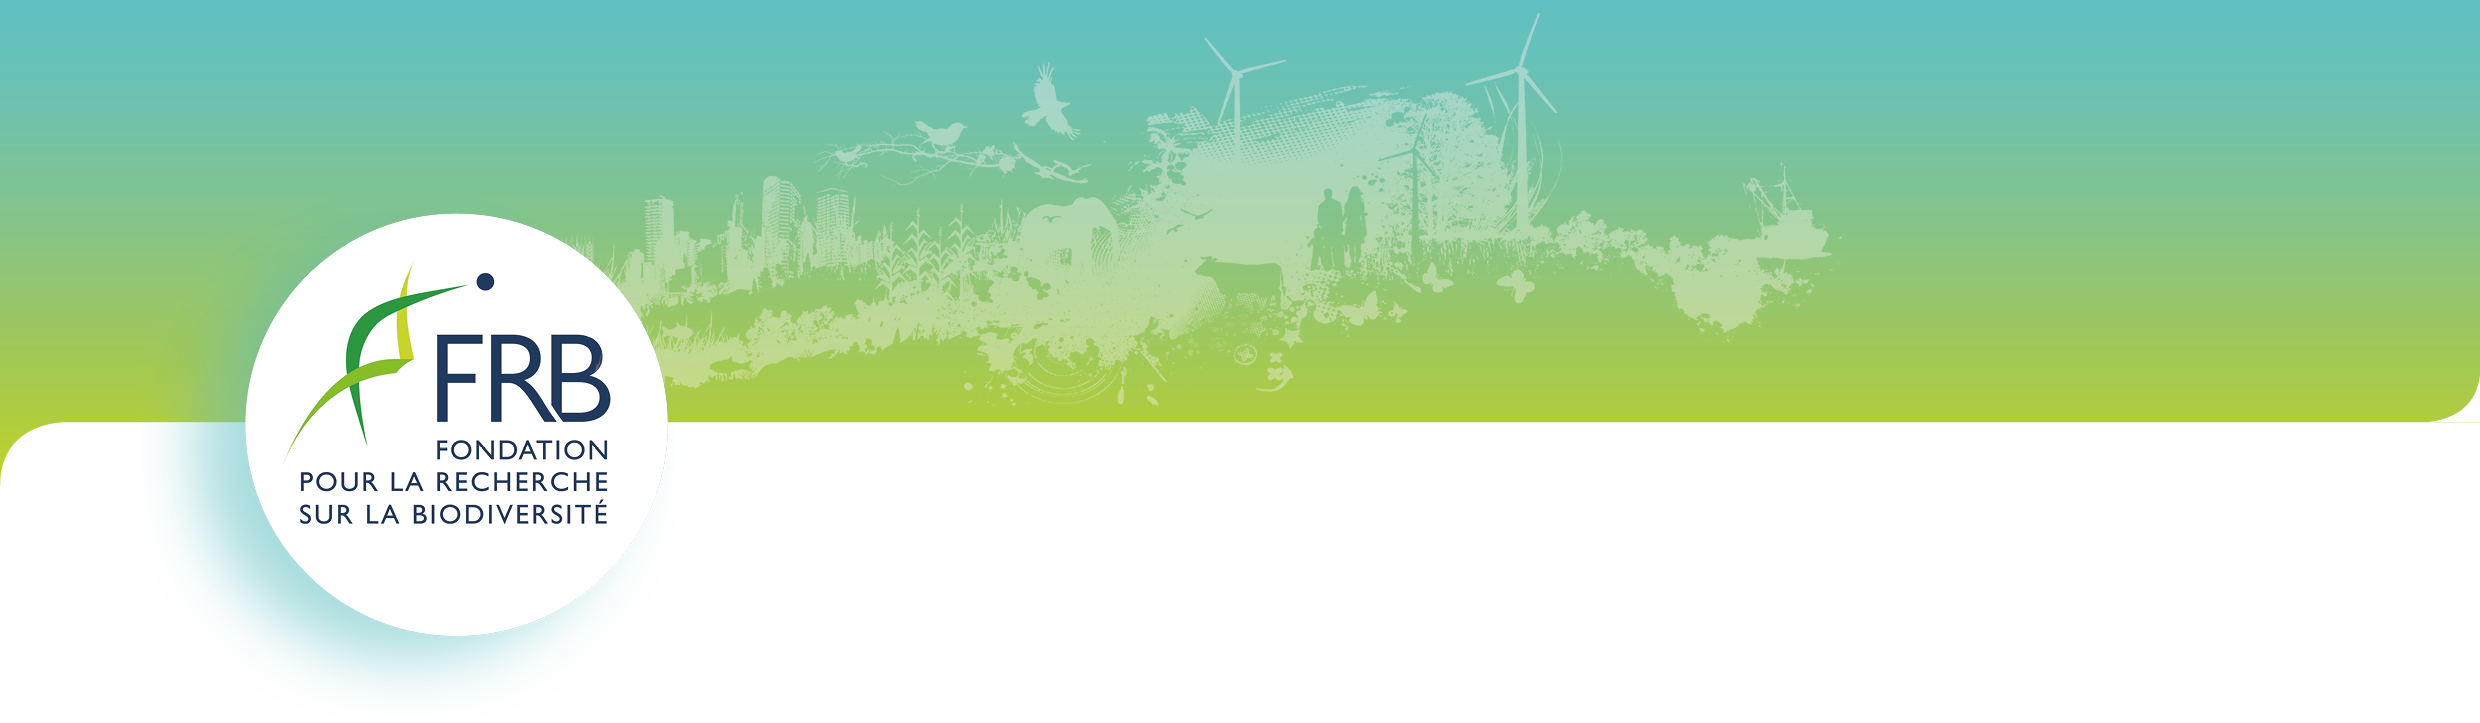 FRB
FONDATION
POUR LA RECHERCHE
SUR LA BIODIVERSITÉ